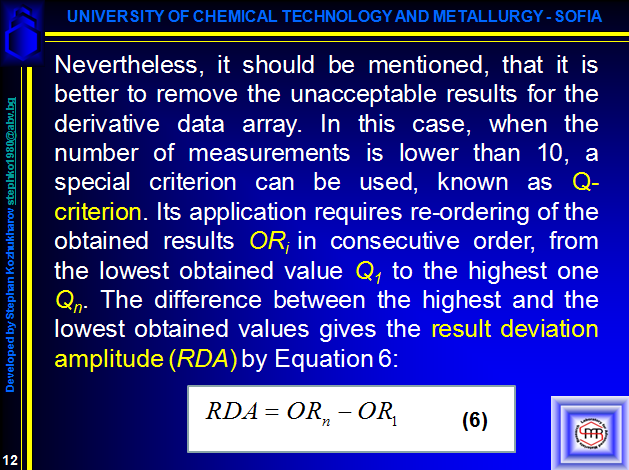 UNIVERSITY OF CHEMICAL TECHNOLOGY AND METALLURGY - SOFIA
Nevertheless, it should be mentioned, that it is
better to remove the unacceptable results for the
derivative data array. In this case, when the
number of measurements is lower than 10, a
special criterion can be used, known as Q-
criterion. Its application requires re-ordering of the
obtained results ORi in consecutive order, from
the lowest obtained value Q1 to the highest one
Qn. The difference between the highest and the
lowest obtained values gives the result deviation
amplitude (RDA) by Equation 6:
RDA = ORn − OR1 (6)
Developed by Stephan Kozhukharov stephko1980@abv.bg
12